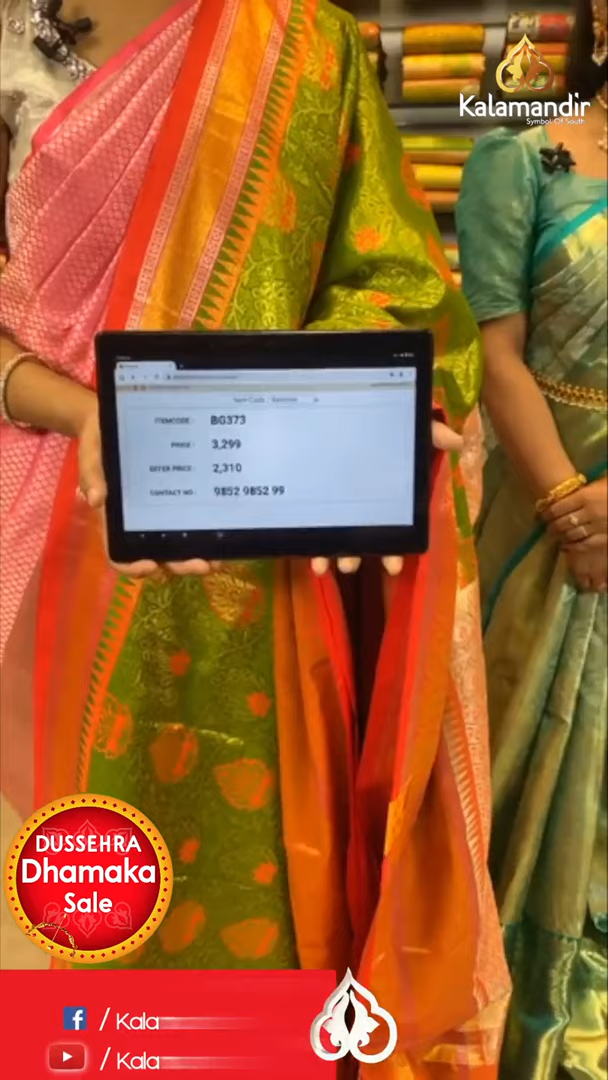 Kalamandir
Symbol Of South
ITEMCODE : BG373
PRICE : 3,299
OFFER PRICE : 2,310
CONTACT NO : 9852 9852 99
DUSSEHRA
Dhamaka
Sale
/ Kala
/ Kala